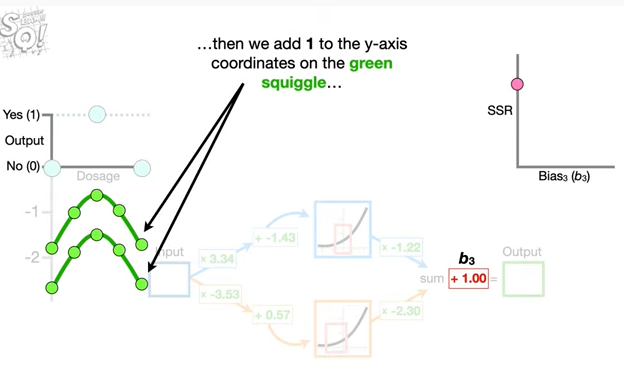 StatQuest!
…then we add 1 to the y-axis
coordinates on the green
squiggle…
Yes (1)
Output
No (0)
Dosage
-1
-2
SSR
Bias₃ (b₃)
Input
+ -1.43
x 3.34
x -1.22
b₃
Output
sum + 1.00 =
x -3.53
+ 0.57
x -2.30